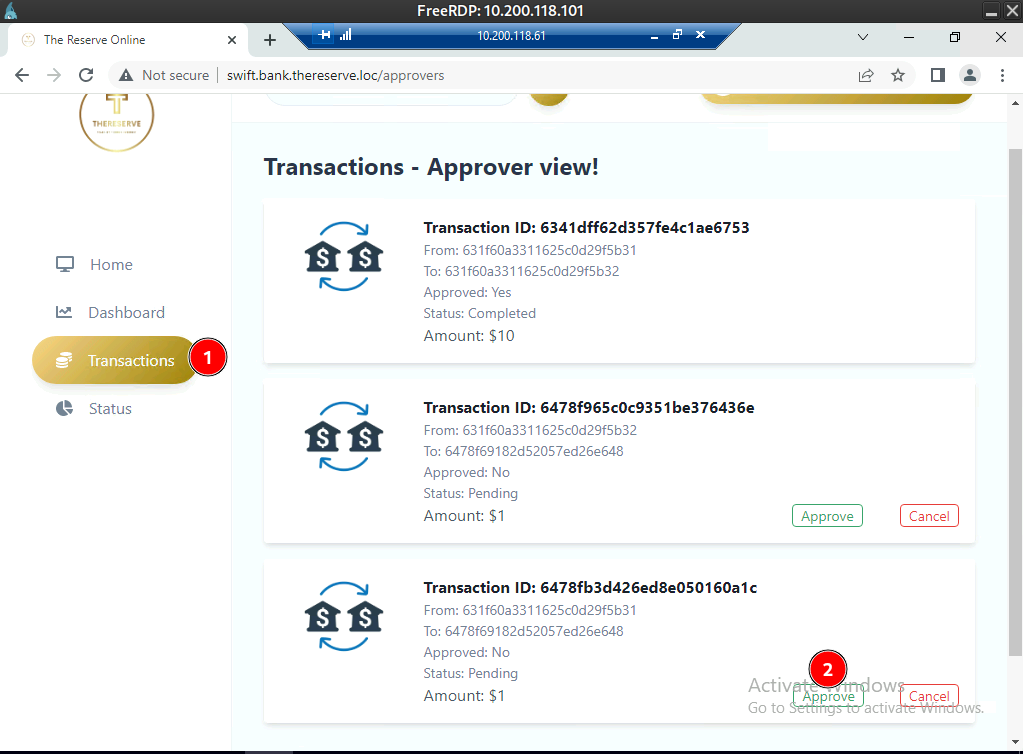 FreeRDP: 10.200.118.101
The Reserve Online
10.200.118.61
Not secure
swift.bank.thereserve.loc/approvers
THERESERVE
Transactions - Approver view!
Home
Dashboard
Transactions
1
Status
Transaction ID: 6341dff62d357fe4c1ae6753
From: 631f60a3311625c0d29f5b31
To: 631f60a3311625c0d29f5b32
Approved: Yes
Status: Completed
Amount: $10
Transaction ID: 6478f965c0c9351be376436e
From: 631f60a3311625c0d29f5b32
To: 6478f69182d52057ed26e648
Approved: No
Status: Pending
Amount: $1
Approve
Cancel
Transaction ID: 6478fb3d426ed8e050160a1c
From: 631f60a3311625c0d29f5b31
To: 6478f69182d52057ed26e648
Approved: No
Status: Pending
Amount: $1
2
Approve
Cancel
Activate Windows
Go to Settings to activate Windows.